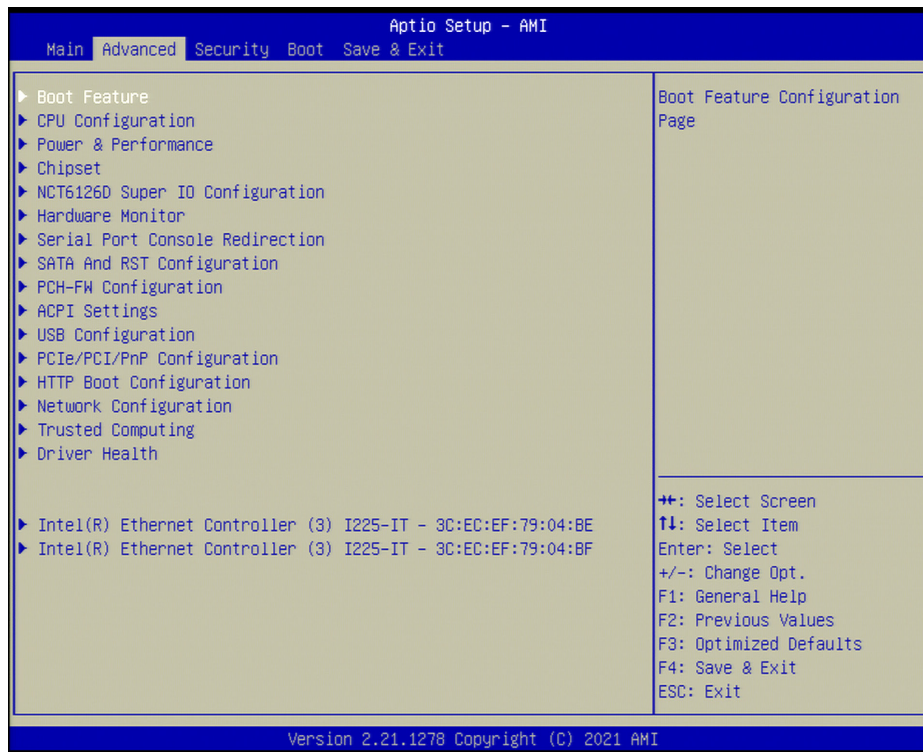 Aptio Setup – AMI
Main Advanced Security Boot Save & Exit
Boot Feature
CPU Configuration
Power & Performance
Chipset
NCT6126D Super IO Configuration
Hardware Monitor
Serial Port Console Redirection
SATA And RST Configuration
PCH-FW Configuration
ACPI Settings
USB Configuration
PCIe/PCI/PnP Configuration
HTTP Boot Configuration
Network Configuration
Trusted Computing
Driver Health
Intel(R) Ethernet Controller (3) I225-IT - 3C:EC:EF:79:04:BE
Intel(R) Ethernet Controller (3) I225-IT - 3C:EC:EF:79:04:BF
Boot Feature Configuration
Page
→←: Select Screen
↑↓: Select Item
Enter: Select
+/-: Change Opt.
F1: General Help
F2: Previous Values
F3: Optimized Defaults
F4: Save & Exit
ESC: Exit
Version 2.21.1278 Copyright (C) 2021 AMI